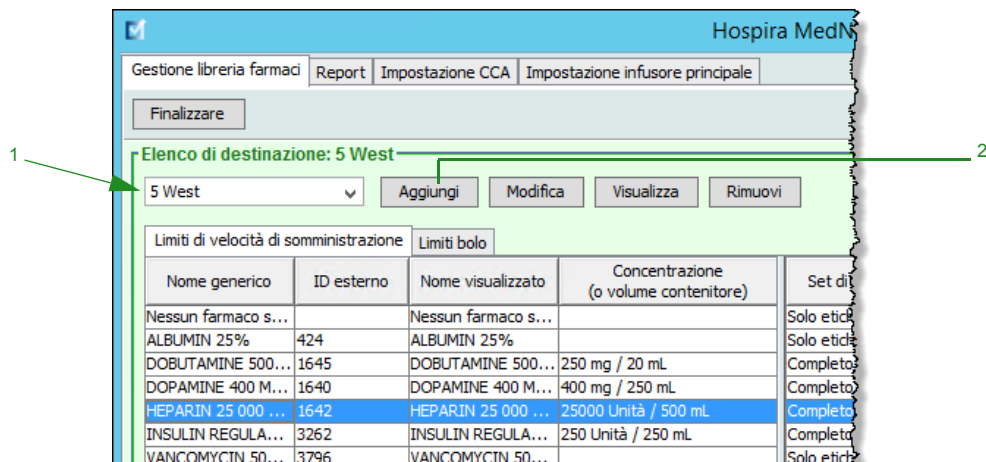 Hospira MedN
Gestione libreria farmaci Report Impostazione CCA Impostazione infusore principale
Finalizzare
1
2
Elenco di destinazione: 5 West
5 West Aggiungi Modifica Visualizza Rimuovi
Limiti di velocità di somministrazione Limiti bolo
Nome generico ID esterno Nome visualizzato Concentrazione (o volume contenitore) Set di
Nessun farmaco s... Nessun farmaco s... Solo etich
ALBUMIN 25% 424 ALBUMIN 25% Solo etich
DOBUTAMINE 500... 1645 DOBUTAMINE 500... 250 mg / 20 mL Completo
DOPAMINE 400 M... 1640 DOPAMINE 400 M... 400 mg / 250 mL Completo
HEPARIN 25 000 ... 1642 HEPARIN 25 000 ... 25000 Unità / 500 mL Completo
INSULIN REGULA... 3262 INSULIN REGULA... 250 Unità / 250 mL Completo
VANCOMYCIN 50... 3796 VANCOMYCIN 50... Solo etich